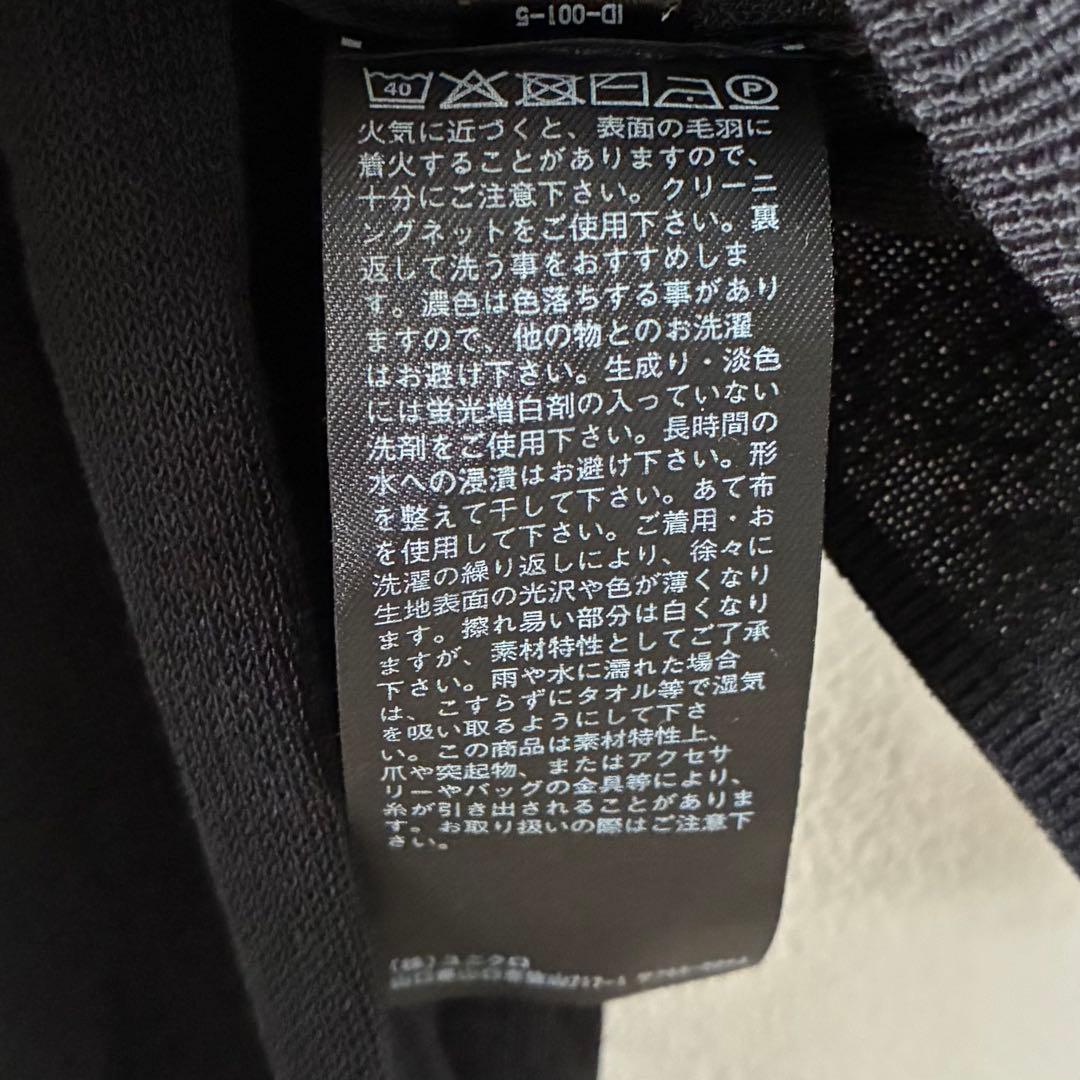 ID-001-5
40
P
火気に近づくと、表面の毛羽に
着火することがありますので、
十分にご注意下さい。クリーニ
ングネットをご使用下さい。裏
返して洗う事をおすすめしま
す。濃色は色落ちする事があり
ますので、他の物とのお洗濯
はお避け下さい。生成り・淡色
には蛍光増白剤の入っていない
洗剤をご使用下さい。長時間の
水への浸漬はお避け下さい。形
を整えて干して下さい。あて布
を使用して下さい。ご着用・お
洗濯の繰り返しにより、徐々に
生地表面の光沢や色が薄くなり
ます。擦れ易い部分は白くなり
ますが、素材特性としてご了承
下さい。雨や水に濡れた場合
は、こすらずにタオル等で湿気
を吸い取るようにして下さ
い。この商品は素材特性上、
爪や突起物、またはアクセサ
リーやバッグの金具等により、
糸が引き出されることがありま
す。お取り扱いの際はご注意下
さい。
(株)ユニクロ